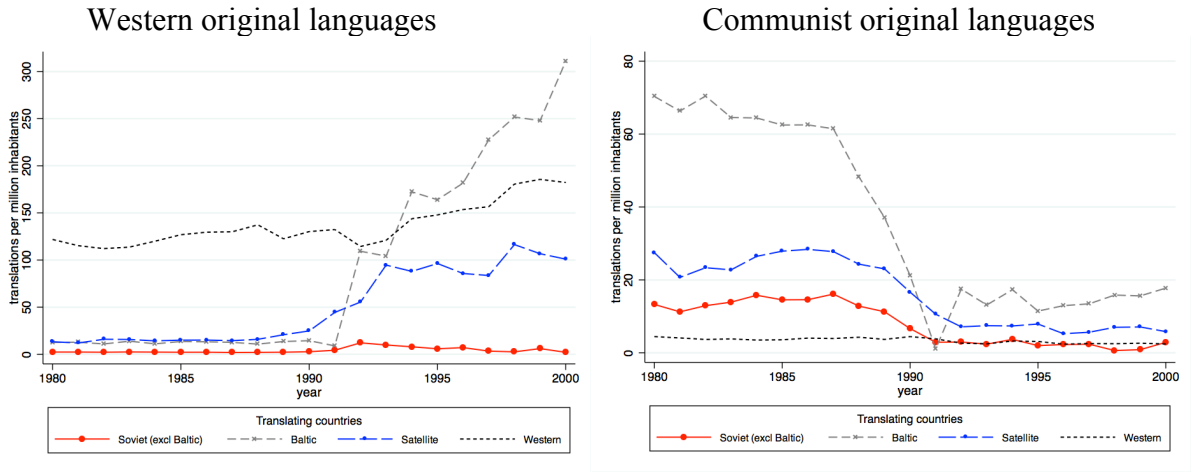 Western original languages
translations per million inhabitants
300
250
200
150
100
50
0
1980
1985
1990
1995
2000
year
Translating countries
Soviet (excl Baltic)
Baltic
Satellite
Western
Communist original languages
translations per million inhabitants
80
60
40
20
0
1980
1985
1990
1995
2000
year
Translating countries
Soviet (excl Baltic)
Baltic
Satellite
Western